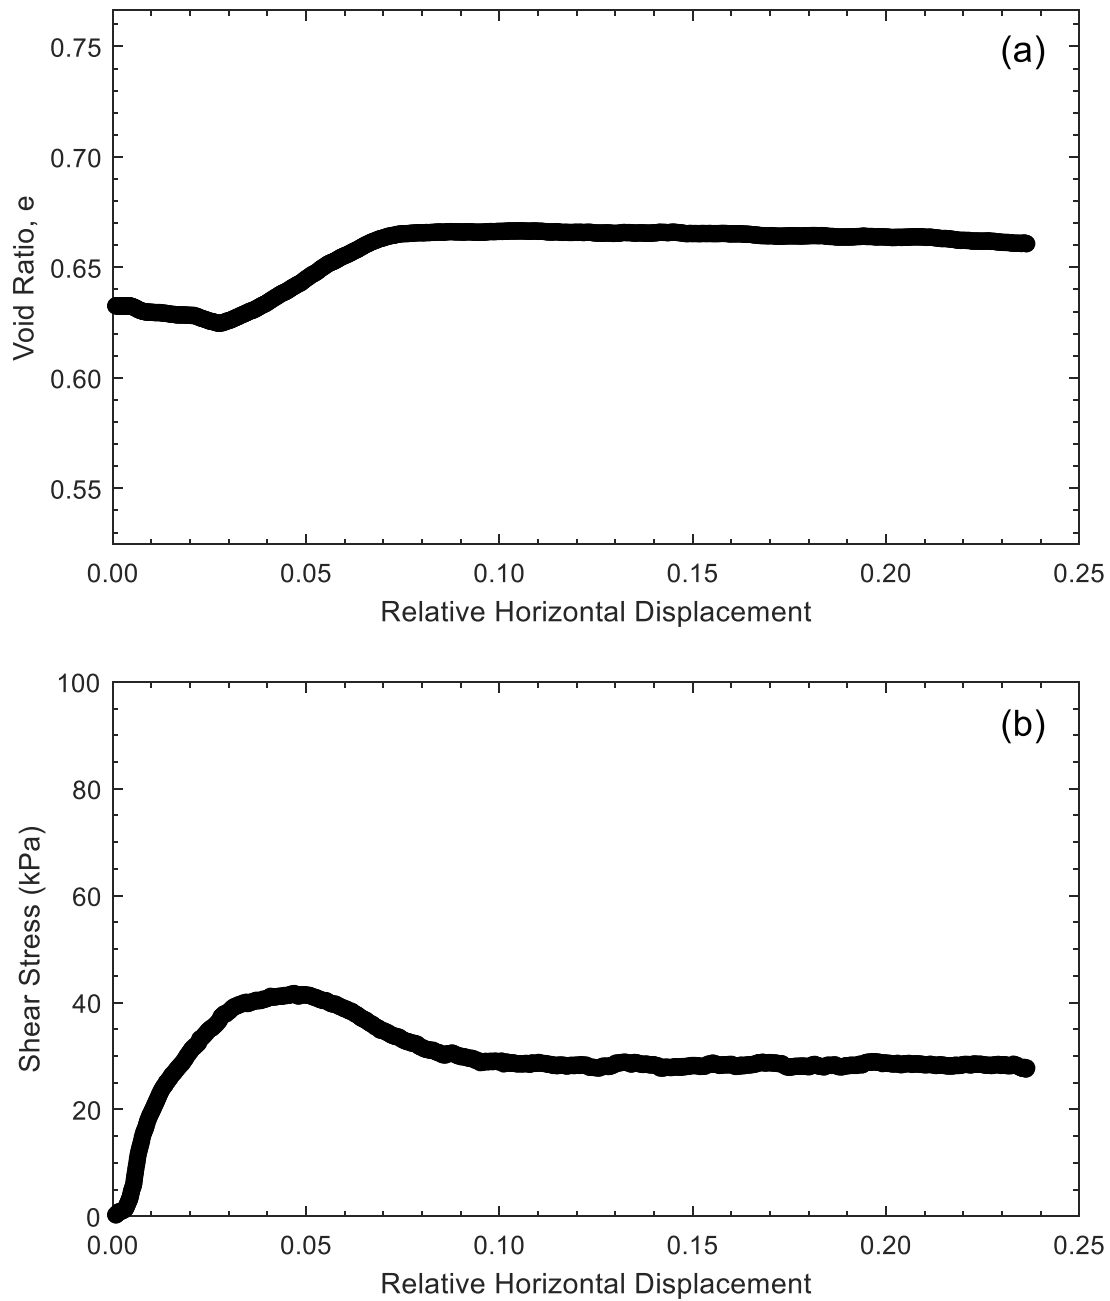 (a)
Void Ratio, e
0.75
0.70
0.65
0.60
0.55
0.00 0.05 0.10 0.15 0.20 0.25
Relative Horizontal Displacement
(b)
Shear Stress (kPa)
100
80
60
40
20
0
0.00 0.05 0.10 0.15 0.20 0.25
Relative Horizontal Displacement